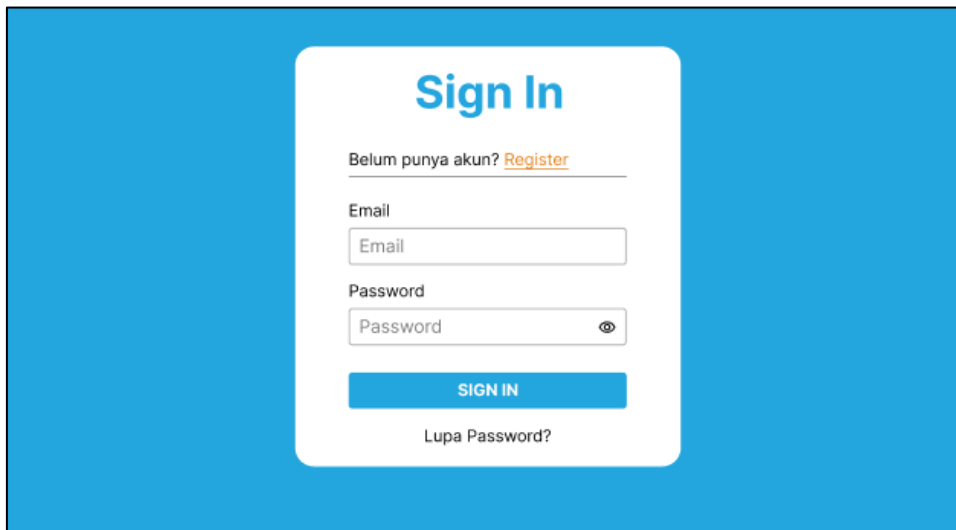 Sign In
Belum punya akun? Register
Email
Email
Password
Password
SIGN IN
Lupa Password?